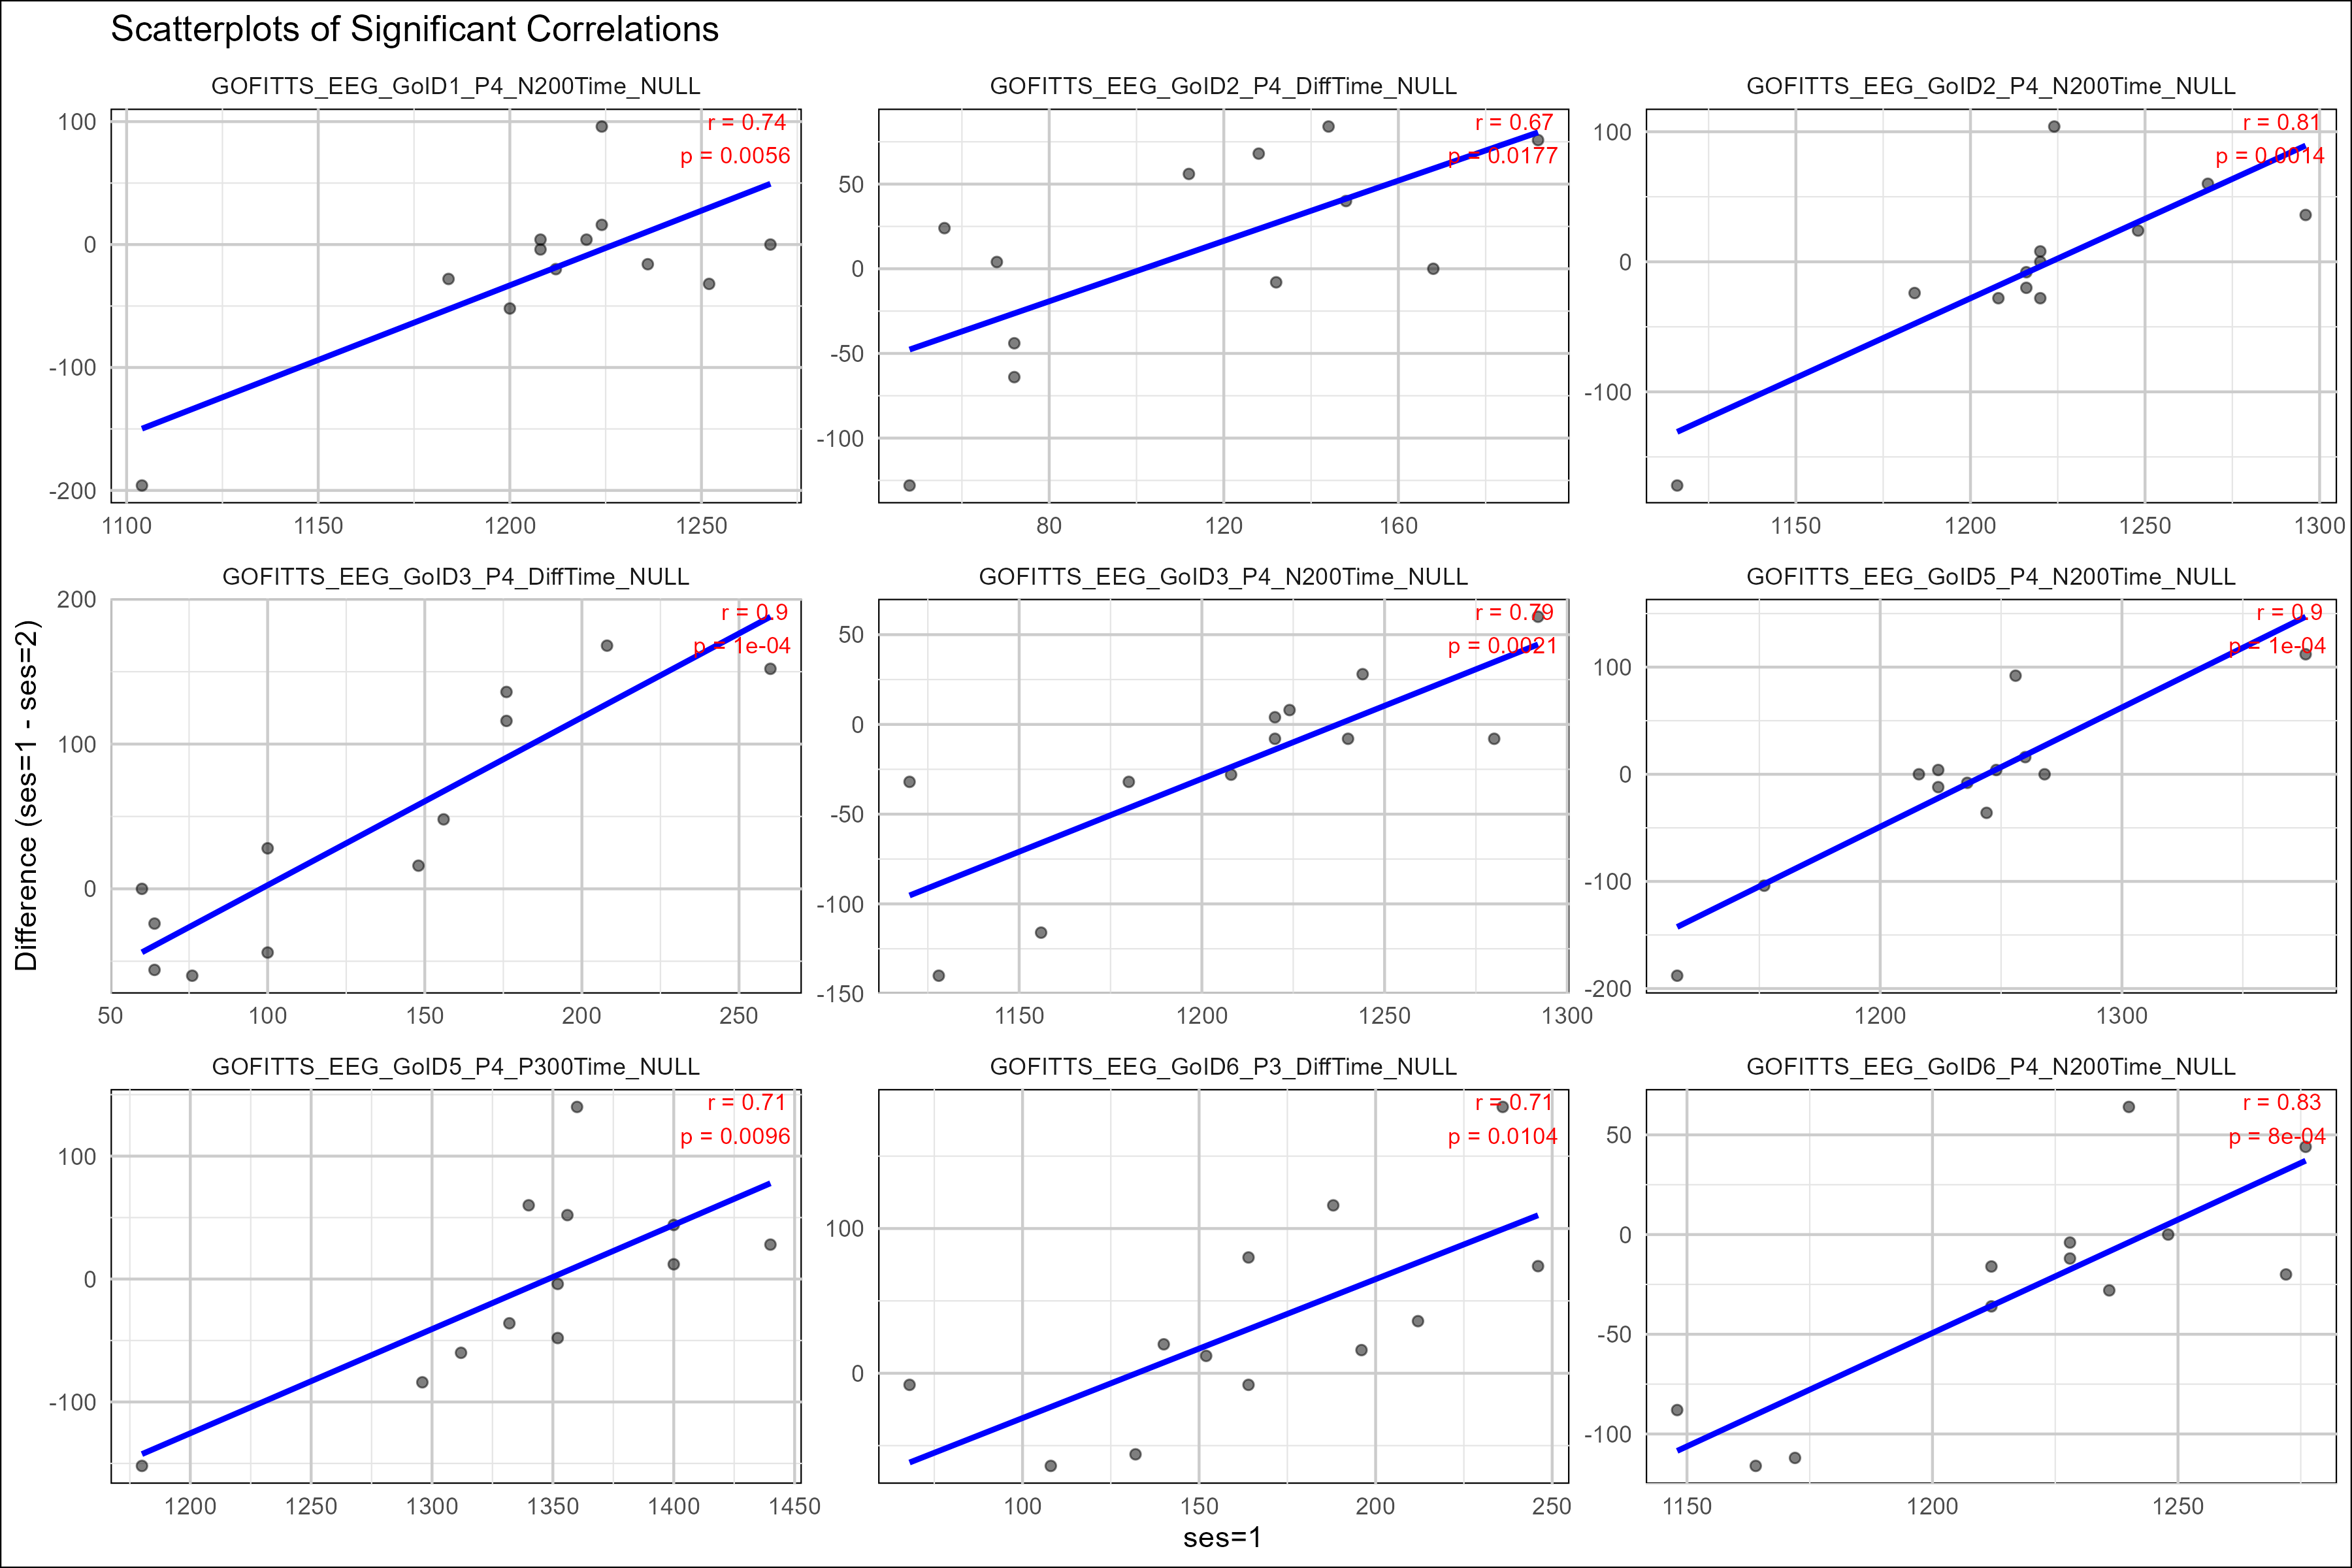 Scatterplots of Significant Correlations
GOFITTS_EEG_GoID1_P4_N200Time_NULL
r = 0.74
p = 0.0056
100
0
-100
-200
1100 1150 1200 1250
GOFITTS_EEG_GoID2_P4_DiffTime_NULL
r = 0.67
p = 0.0177
50
0
-50
-100
80 120 160
GOFITTS_EEG_GoID2_P4_N200Time_NULL
r = 0.81
p = 0.0014
100
0
-100
1150 1200 1250 1300
Difference (ses=1 - ses=2)
GOFITTS_EEG_GoID3_P4_DiffTime_NULL
r = 0.9
p = 1e-04
200
100
0
50 100 150 200 250
GOFITTS_EEG_GoID3_P4_N200Time_NULL
r = 0.79
p = 0.0021
50
0
-50
-100
-150
1150 1200 1250 1300
GOFITTS_EEG_GoID5_P4_N200Time_NULL
r = 0.9
p = 1e-04
100
0
-100
-200
1200 1300
GOFITTS_EEG_GoID5_P4_P300Time_NULL
r = 0.71
p = 0.0096
100
0
-100
1200 1250 1300 1350 1400 1450
GOFITTS_EEG_GoID6_P3_DiffTime_NULL
r = 0.71
p = 0.0104
100
0
100 150 200 250
GOFITTS_EEG_GoID6_P4_N200Time_NULL
r = 0.83
p = 8e-04
50
0
-50
-100
1150 1200 1250
ses=1